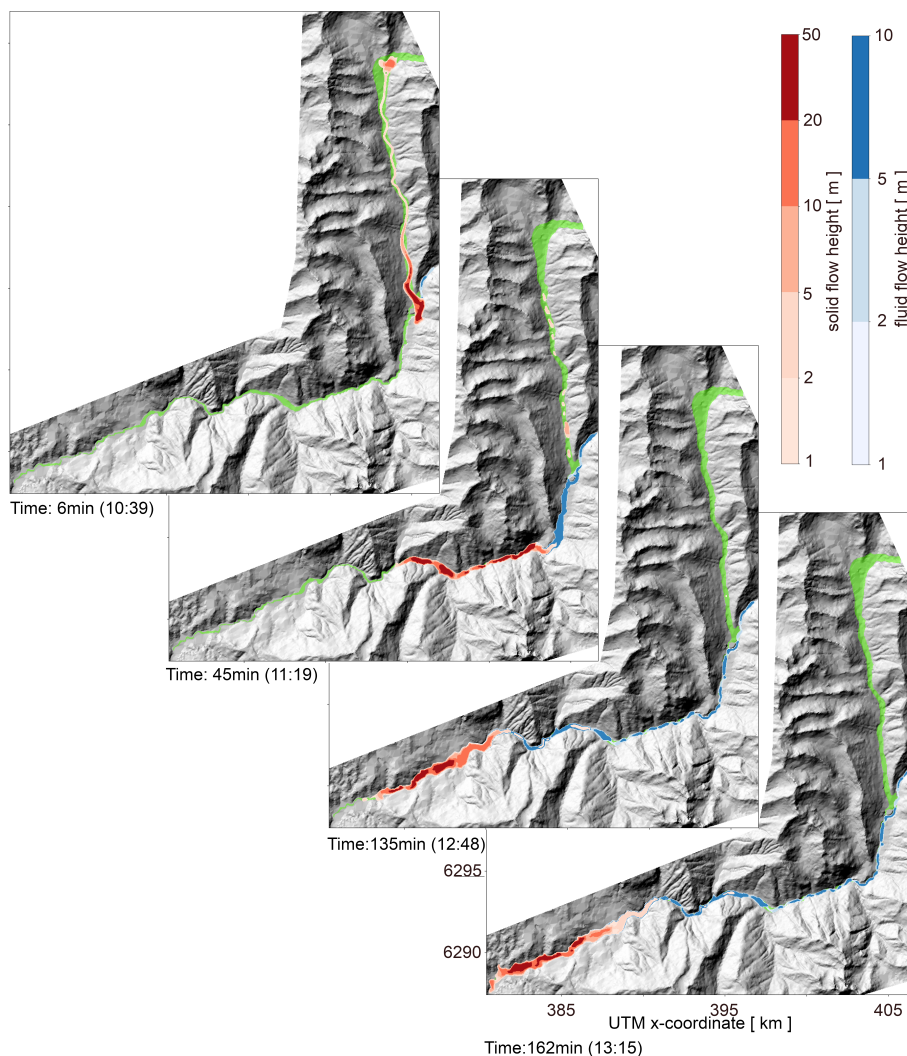 50
20
10
5
2
1
solid flow height [ m ]
10
5
2
1
fluid flow height [ m ]
Time: 6min (10:39)
Time: 45min (11:19)
Time:135min (12:48)
6295
6290
385
395
405
UTM x-coordinate [ km ]
Time:162min (13:15)